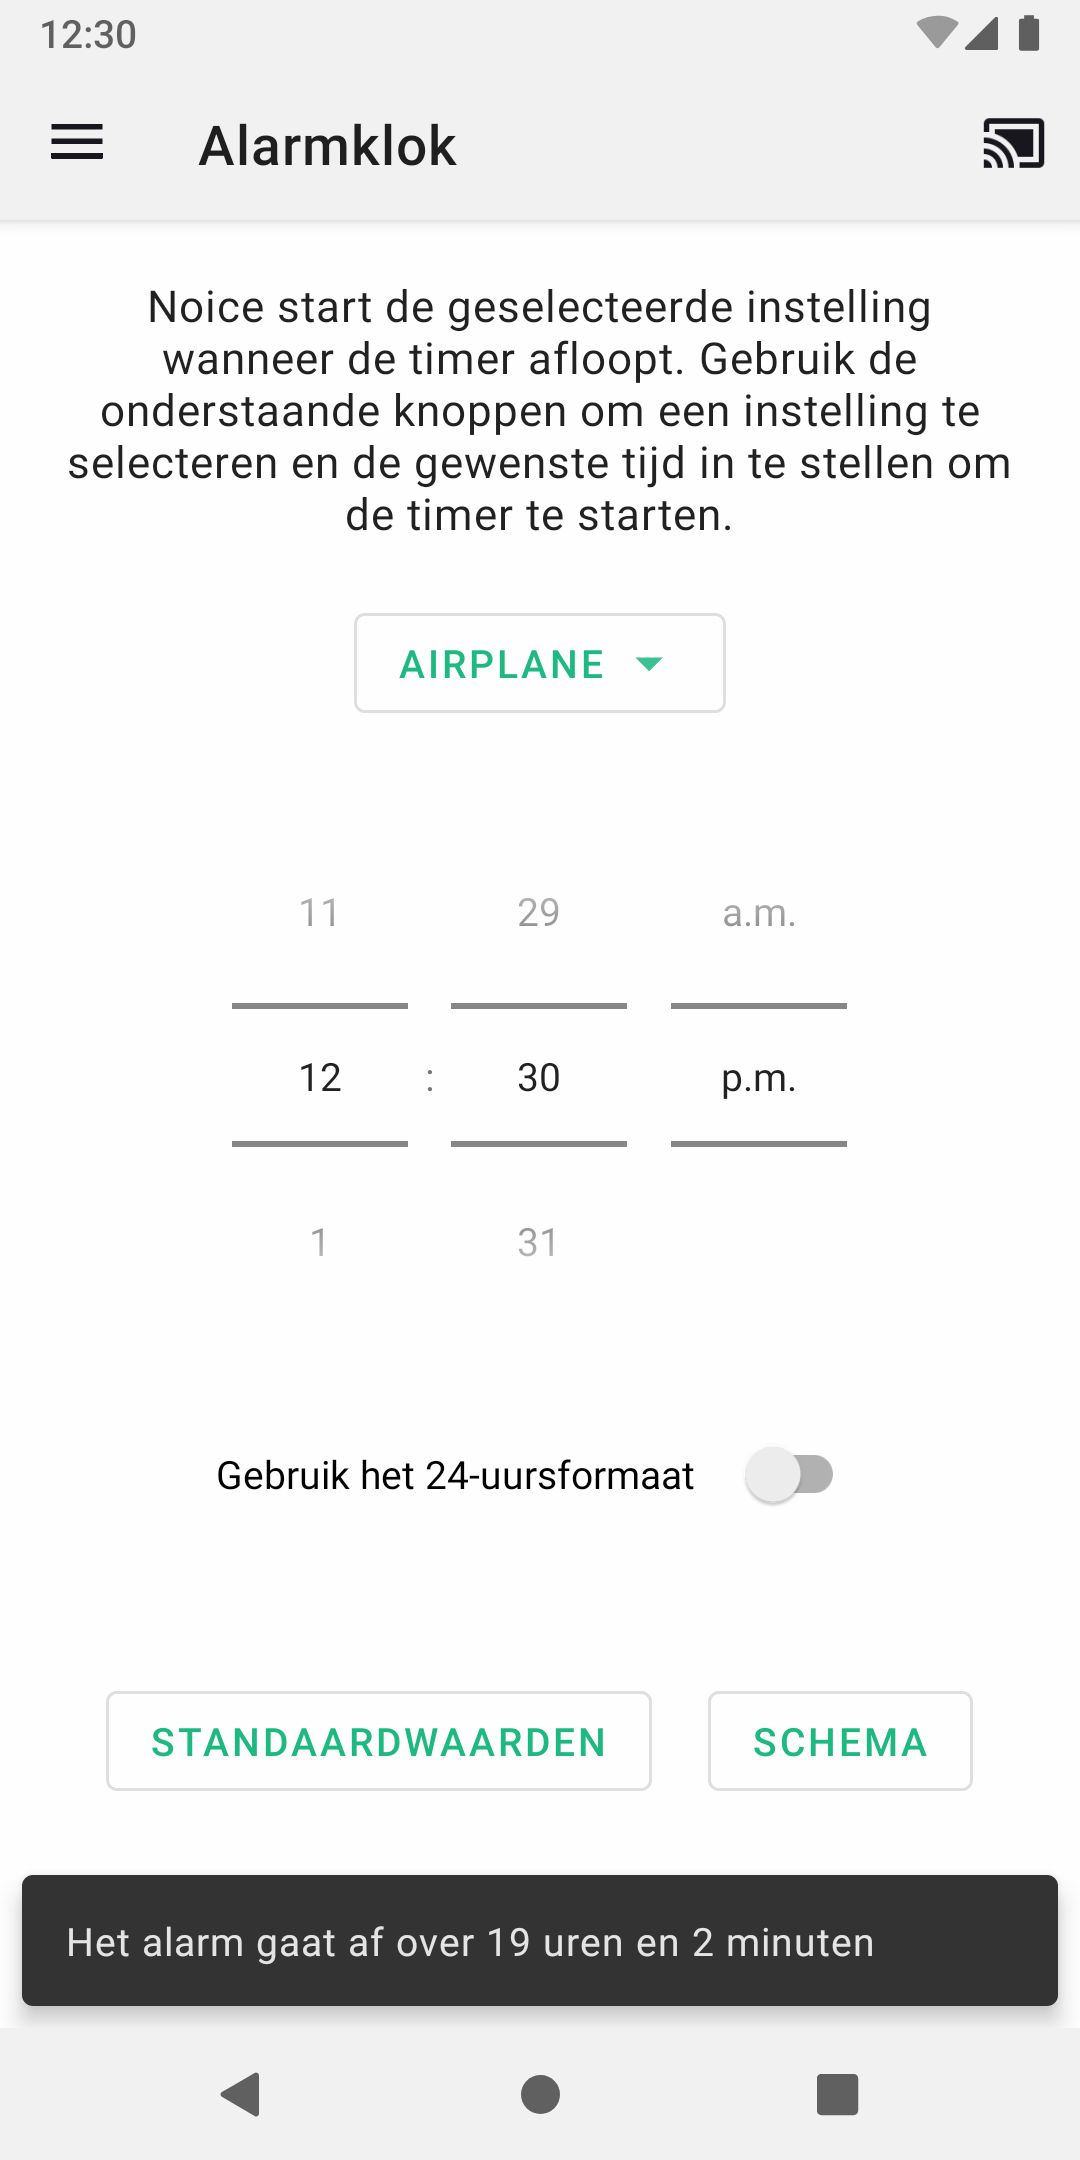 12:30
Alarmklok
Noice start de geselecteerde instelling
wanneer de timer afloopt. Gebruik de
onderstaande knoppen om een instelling te
selecteren en de gewenste tijd in te stellen om
de timer te starten.
AIRPLANE
11 29 a.m.
12 : 30 p.m.
1 31
Gebruik het 24-uursformaat
STANDAARDWAARDEN SCHEMA
Het alarm gaat af over 19 uren en 2 minuten